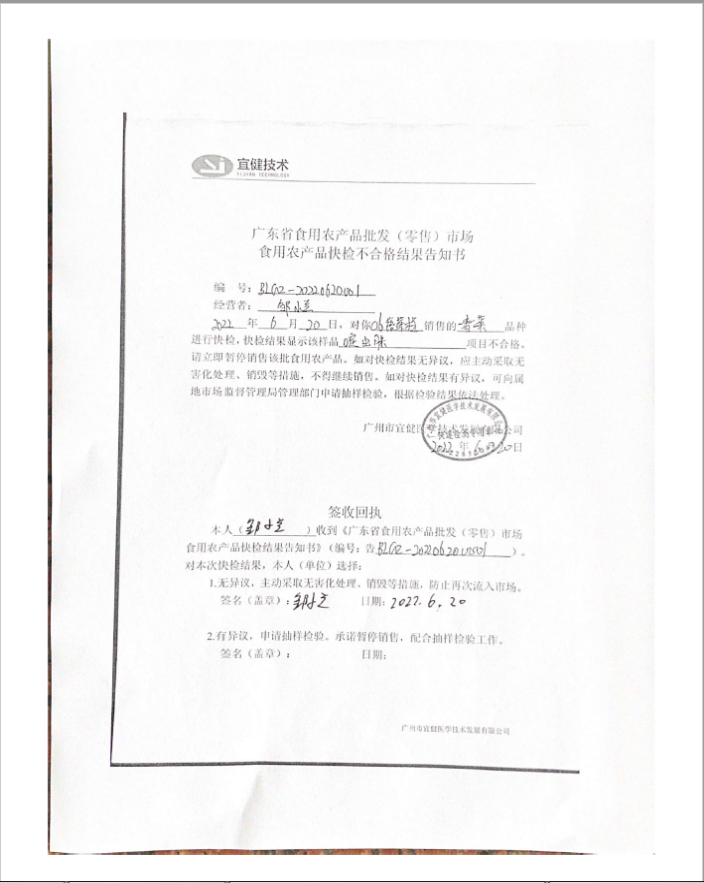 宜健技术
YIJIAN TECHNOLOGY
广东省食用农产品批发（零售）市场
食用农产品快检不合格结果告知书
编 号：BLG2-20220620001
经营者：邹小兰
2022 年 6 月 20 日，对你 06 销售的 香菜 品种
进行快检，快检结果显示该样品 啶虫脒 项目不合格。
请立即暂停销售该批食用农产品。如对快检结果无异议，应主动采取无
害化处理、销毁等措施，不得继续销售。如对快检结果有异议，可向属
地市场监督管理局管理部门申请抽样检验，根据检验结果依法处理。
广州市宜健医学技术发展有限公司
快速检测专用章
2022 年 6 月 20 日
签收回执
本人（ ）收到《广东省食用农产品批发（零售）市场
食用农产品快检结果告知书》（编号：告 BLG2-20220620001 ）。
对本次快检结果，本人（单位）选择：
1.无异议，主动采取无害化处理、销毁等措施，防止再次流入市场。
签名（盖章）： 日期：2022.6.20
2.有异议，申请抽样检验。承诺暂停销售，配合抽样检验工作。
签名（盖章）： 日期：
广州市宜健医学技术发展有限公司